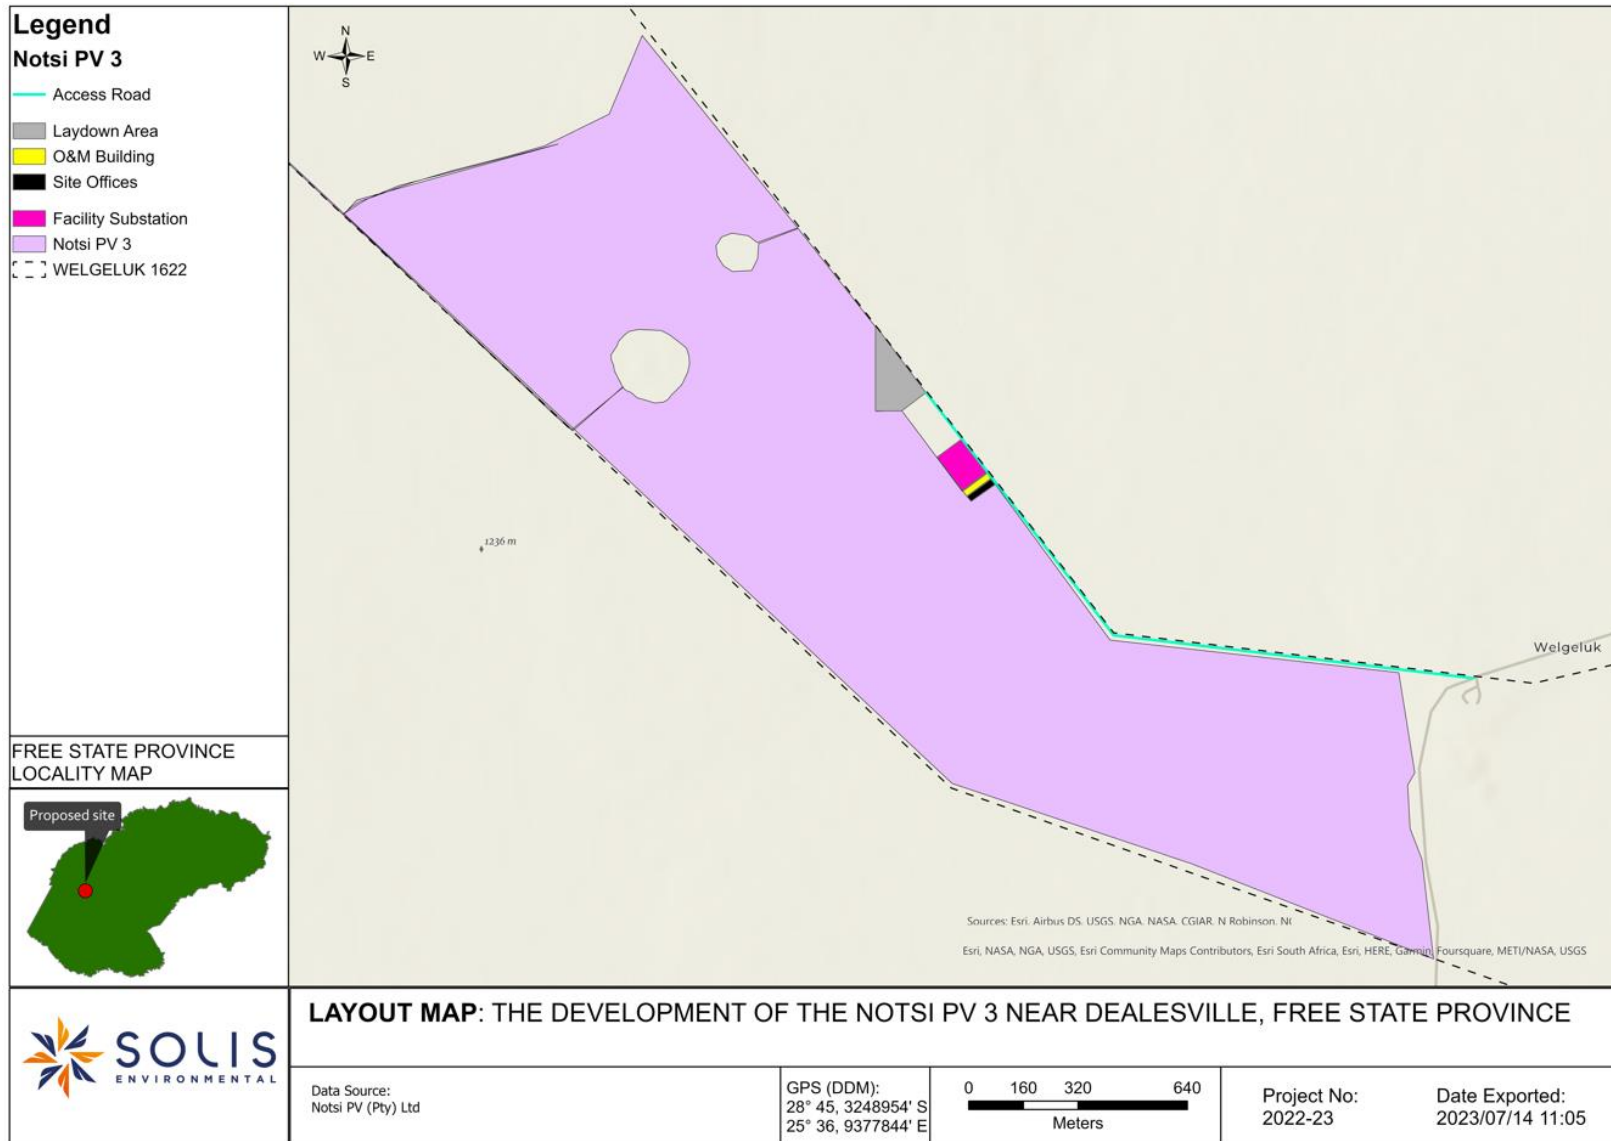 Legend
Notsi PV 3
Access Road
Laydown Area
O&M Building
Site Offices
Facility Substation
Notsi PV 3
WELGELUK 1622
N
W
E
S
1236 m
Welgeluk
Sources: Esri, Airbus DS, USGS, NGA, NASA, CGIAR, N Robinson, NC
Esri, NASA, NGA, USGS, Esri Community Maps Contributors, Esri South Africa, Esri, HERE, Garmin, Foursquare, METI/NASA, USGS
FREE STATE PROVINCE
LOCALITY MAP
Proposed site
SOLIS
ENVIRONMENTAL
LAYOUT MAP: THE DEVELOPMENT OF THE NOTSI PV 3 NEAR DEALESVILLE, FREE STATE PROVINCE
Data Source:
Notsi PV (Pty) Ltd
GPS (DDM):
28° 45, 3248954' S
25° 36, 9377844' E
0 160 320 640
Meters
Project No:
2022-23
Date Exported:
2023/07/14 11:05